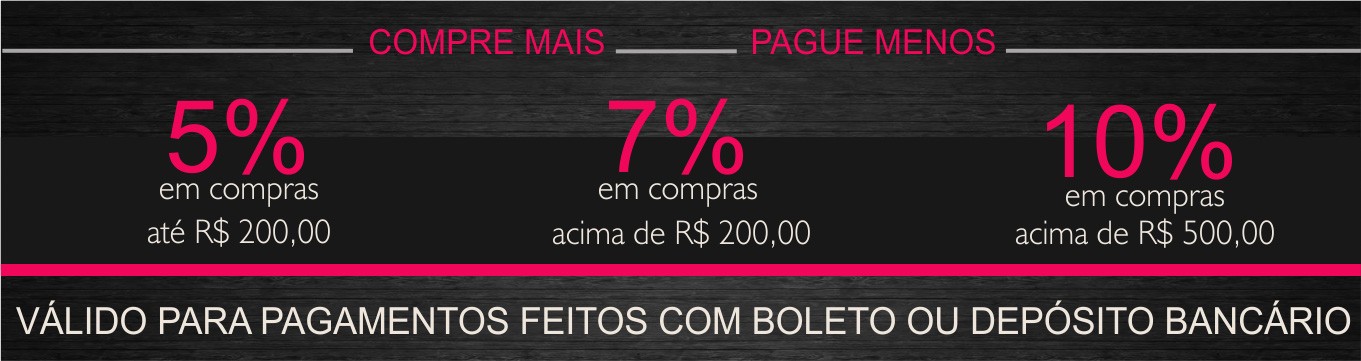 COMPRE MAIS PAGUE MENOS
5%
em compras
até R$ 200,00
7%
em compras
acima de R$ 200,00
10%
em compras
acima de R$ 500,00
VÁLIDO PARA PAGAMENTOS FEITOS COM BOLETO OU DEPÓSITO BANCÁRIO